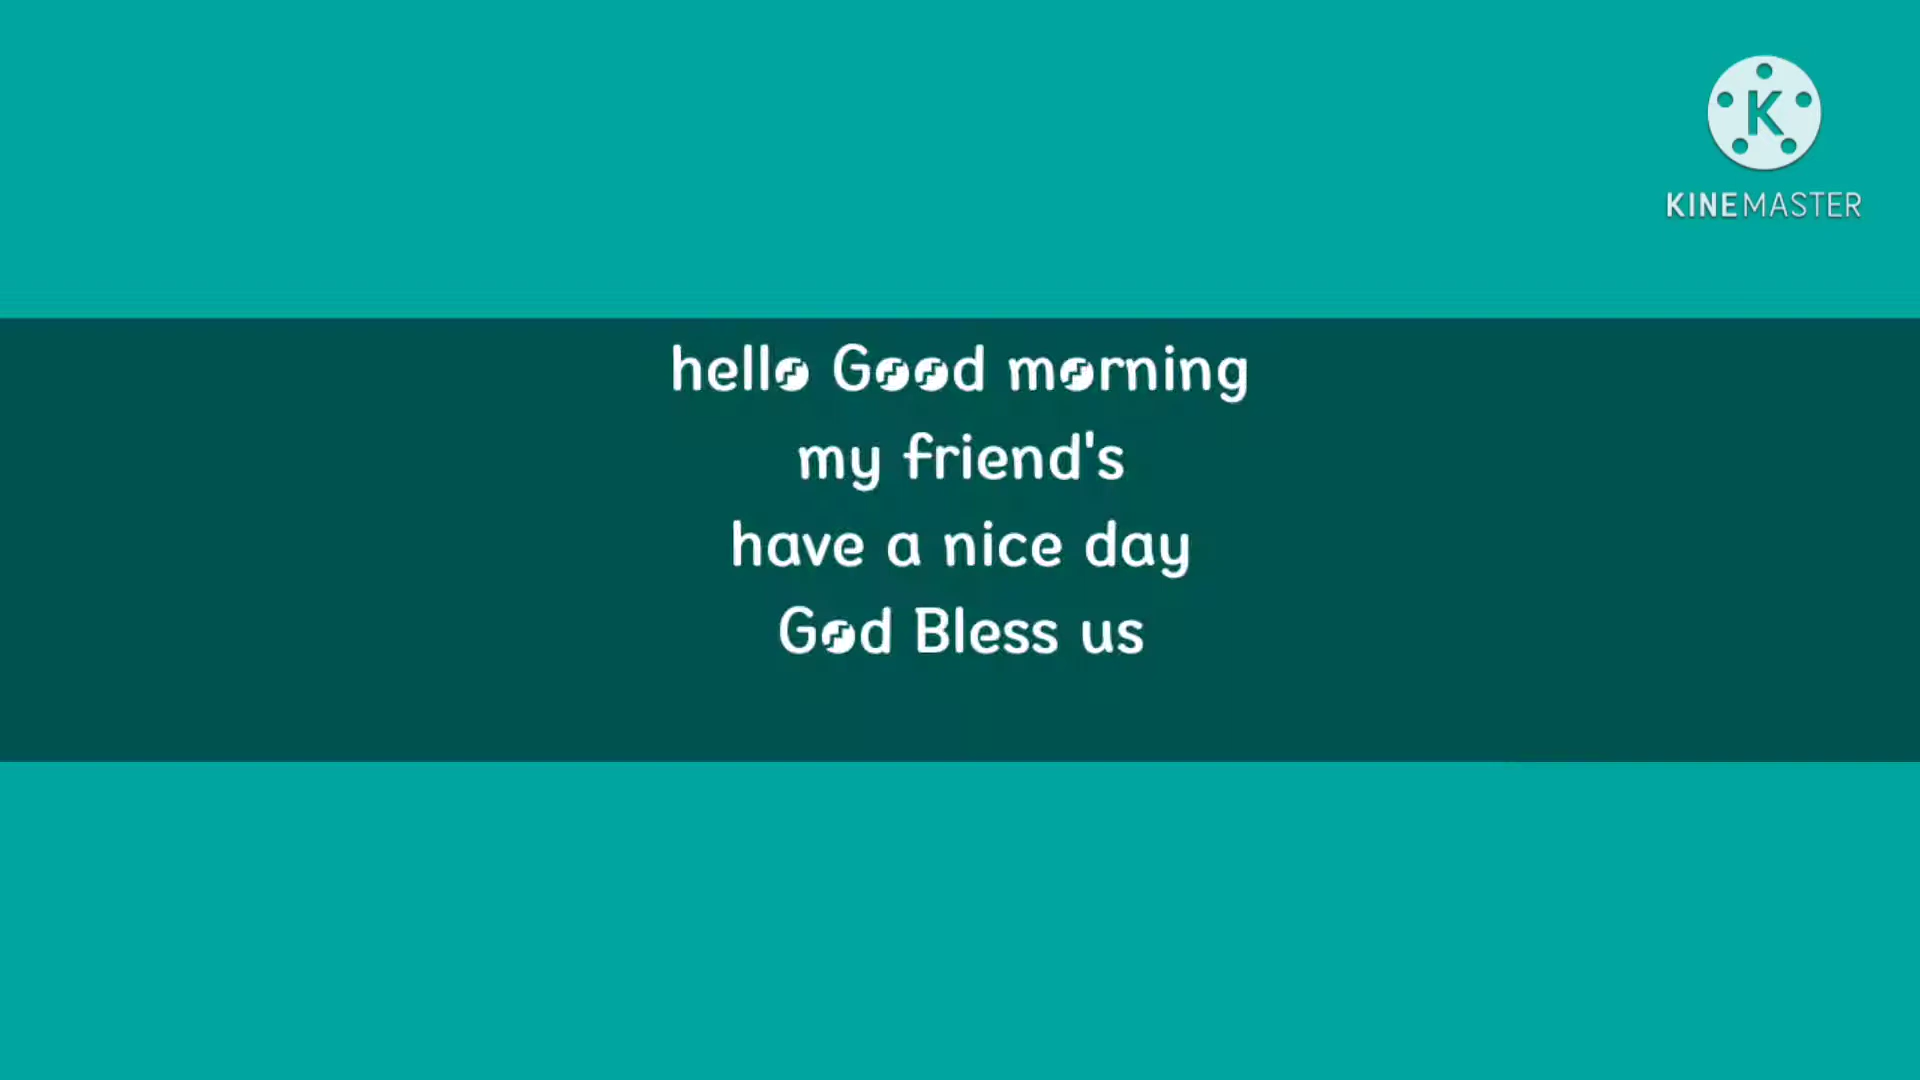 K
KINEMASTER
hello Good morning
my friend's
have a nice day
God Bless us